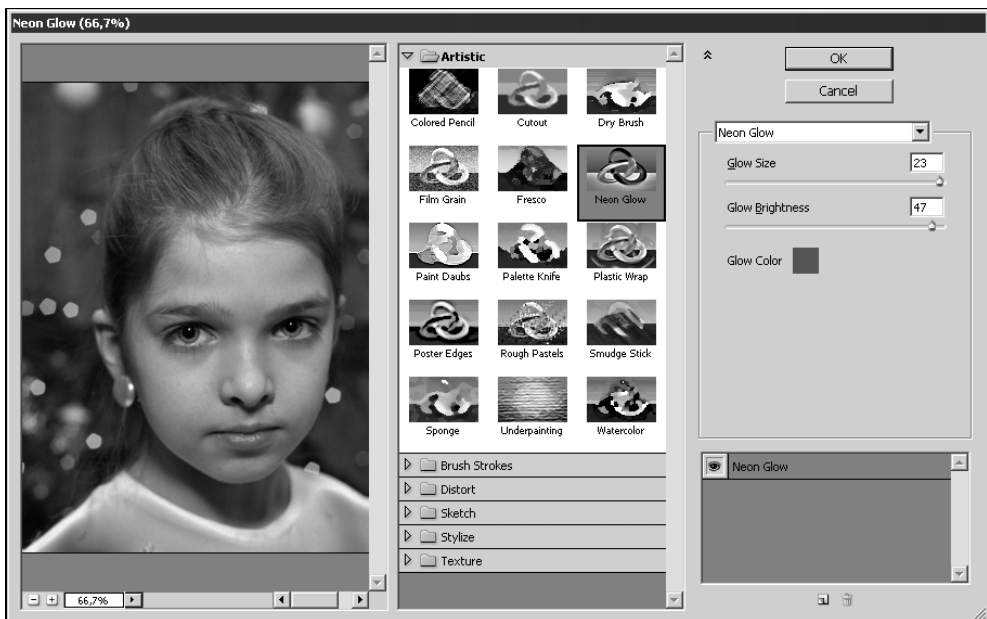 Neon Glow (66,7%)
Artistic
Colored Pencil
Cutout
Dry Brush
Film Grain
Fresco
Neon Glow
Paint Daubs
Palette Knife
Plastic Wrap
Poster Edges
Rough Pastels
Smudge Stick
Sponge
Underpainting
Watercolor
Brush Strokes
Distort
Sketch
Stylize
Texture
66,7%
OK
Cancel
Neon Glow
Glow Size 23
Glow Brightness 47
Glow Color
Neon Glow